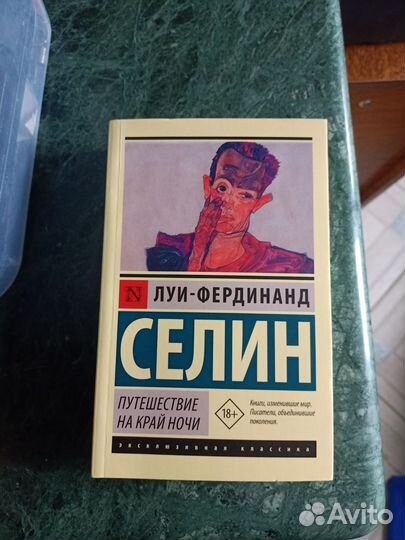 ЛУИ-ФЕРДИНАНД
СЕЛИН
ПУТЕШЕСТВИЕ
НА КРАЙ НОЧИ
18+
Книги, изменившие мир.
Писатели, объединившие
поколения.
эксклюзивная классика
Avito